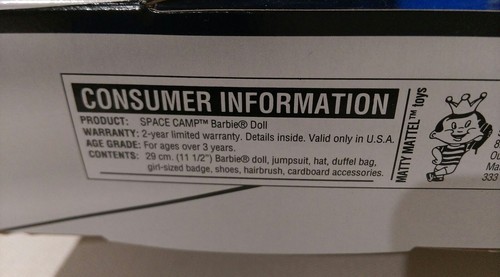 CONSUMER INFORMATION
PRODUCT: SPACE CAMP™ Barbie® Doll
WARRANTY: 2-year limited warranty. Details inside. Valid only in U.S.A.
AGE GRADE: For ages over 3 years.
CONTENTS: 29 cm. (11 1/2") Barbie® doll, jumpsuit, hat, duffel bag,
girl-sized badge, shoes, hairbrush, cardboard accessories.
MATTY MATTEL™ toys
333